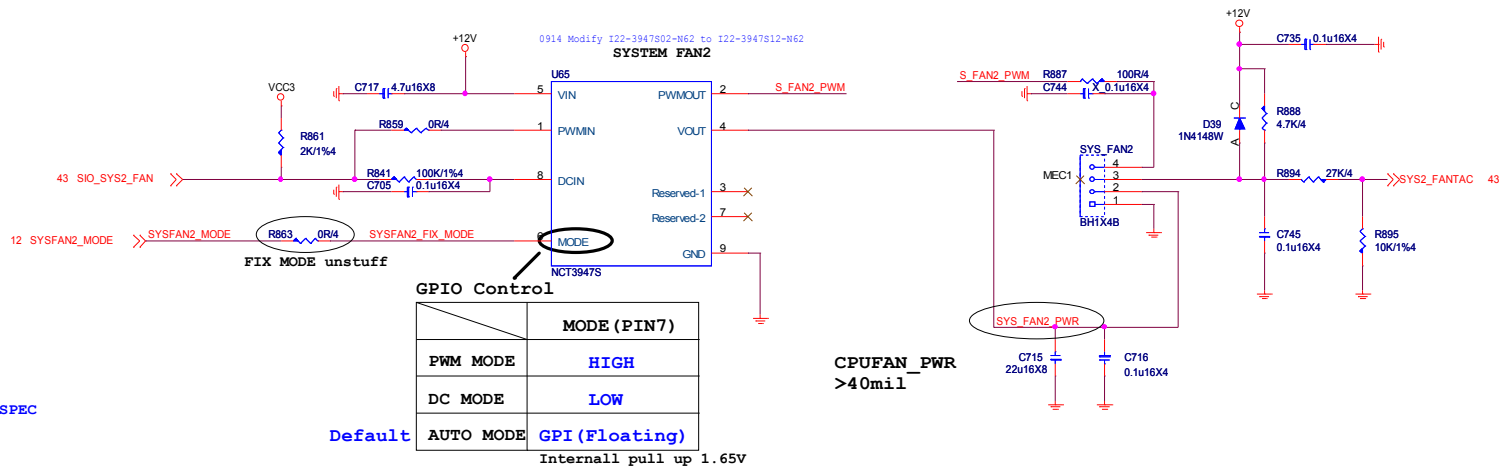 0914 Modify I22-3947S02-N62 to I22-3947S12-N62
SYSTEM FAN2
+12V
+12V
C735
0.1u16X4
U65
C717
4.7u16X8
5
VIN
PWMOUT
2
S_FAN2_PWM
S_FAN2_PWM
R887
100R/4
C744
X_0.1u16X4
VCC3
R861
2K/1%4
R859
0R/4
1
PWMIN
VOUT
4
D39
1N4148W
C
A
R888
4.7K/4
43 SIO_SYS2_FAN
R841
100K/1%4
C705
0.1u16X4
8
DCIN
Reserved-1
3
Reserved-2
7
SYS_FAN2
MEC1
4
3
2
1
BH1X4B
R894
27K/4
SYS2_FANTAC 43
12 SYSFAN2_MODE
SYSFAN2_MODE
R863
0R/4
SYSFAN2_FIX_MODE
MODE
GND
9
NCT3947S
FIX MODE unstuff
C745
0.1u16X4
R895
10K/1%4
GPIO Control
MODE(PIN7)
PWM MODE
HIGH
DC MODE
LOW
Default
AUTO MODE
GPI(Floating)
Internall pull up 1.65V
SPEC
SYS_FAN2_PWR
CPUFAN_PWR
>40mil
C715
22u16X8
C716
0.1u16X4